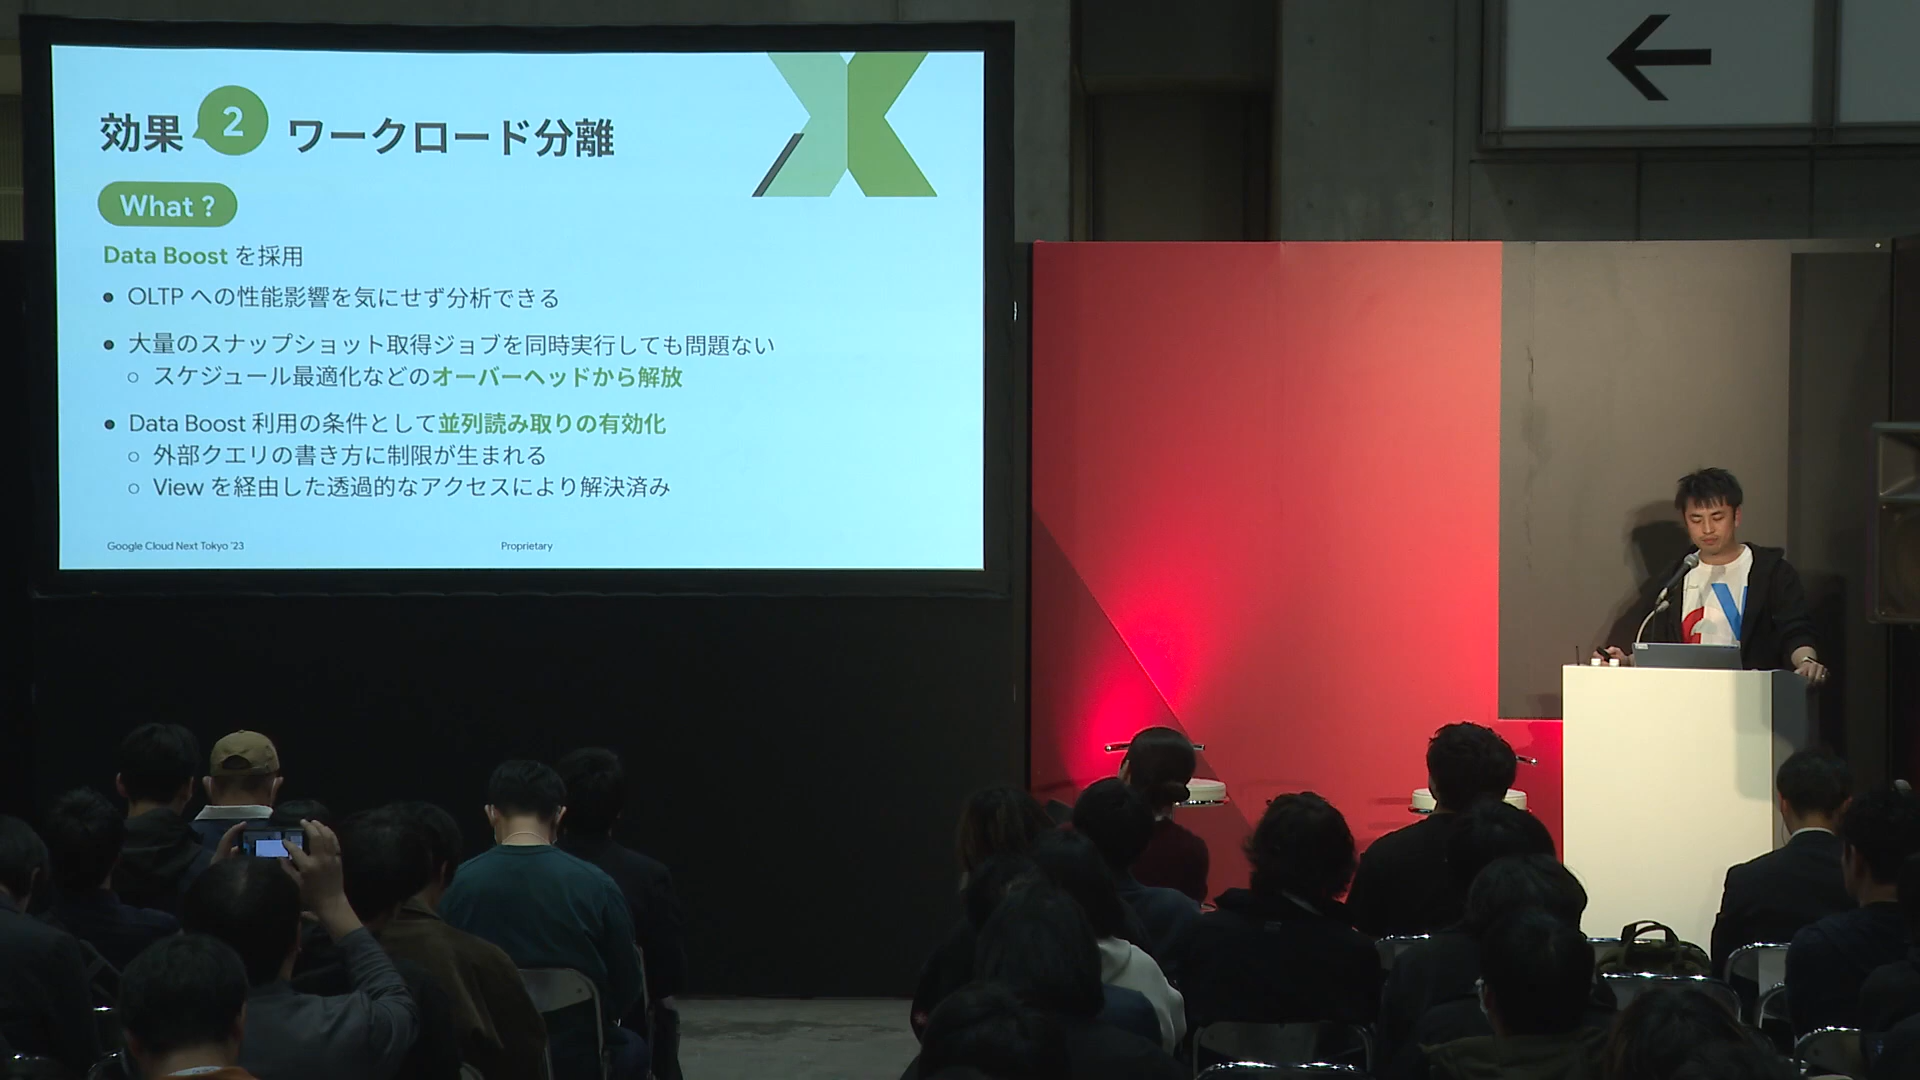 効果 2 ワークロード分離
What ?
Data Boost を採用
● OLTP への性能影響を気にせず分析できる
● 大量のスナップショット取得ジョブを同時実行しても問題ない
○ スケジュール最適化などのオーバーヘッドから解放
● Data Boost 利用の条件として並列読み取りの有効化
○ 外部クエリの書き方に制限が生まれる
○ View を経由した透過的なアクセスにより解決済み
Google Cloud Next Tokyo '23
Proprietary